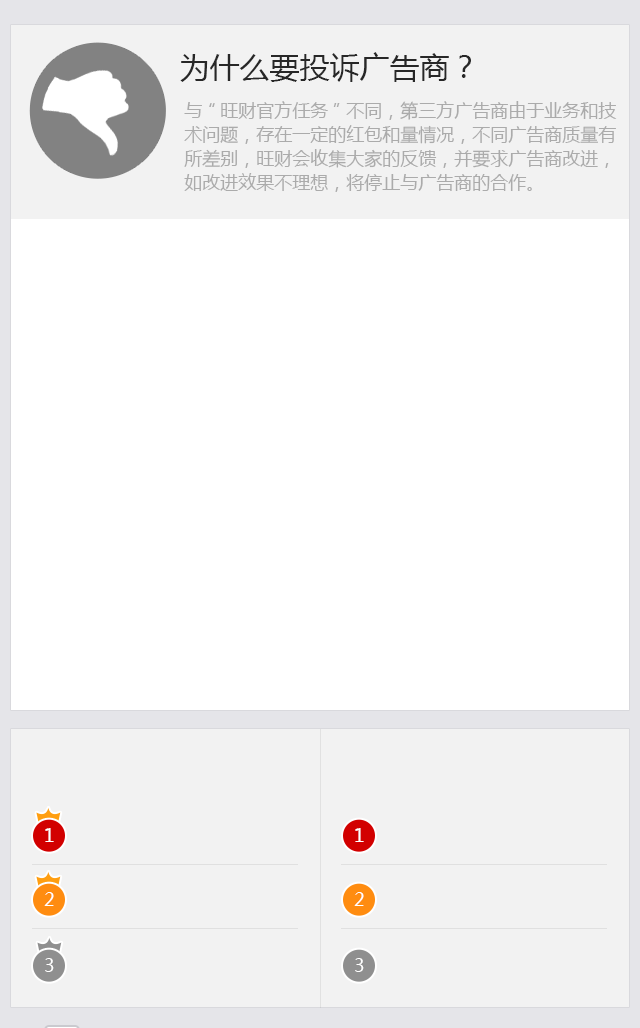 为什么要投诉广告商？
与“旺财官方任务”不同，第三方广告商由于业务和技
术问题，存在一定的红包和量情况，不同广告商质量有
所差别，旺财会收集大家的反馈，并要求广告商改进，
如改进效果不理想，将停止与广告商的合作。
1
1
2
2
3
3